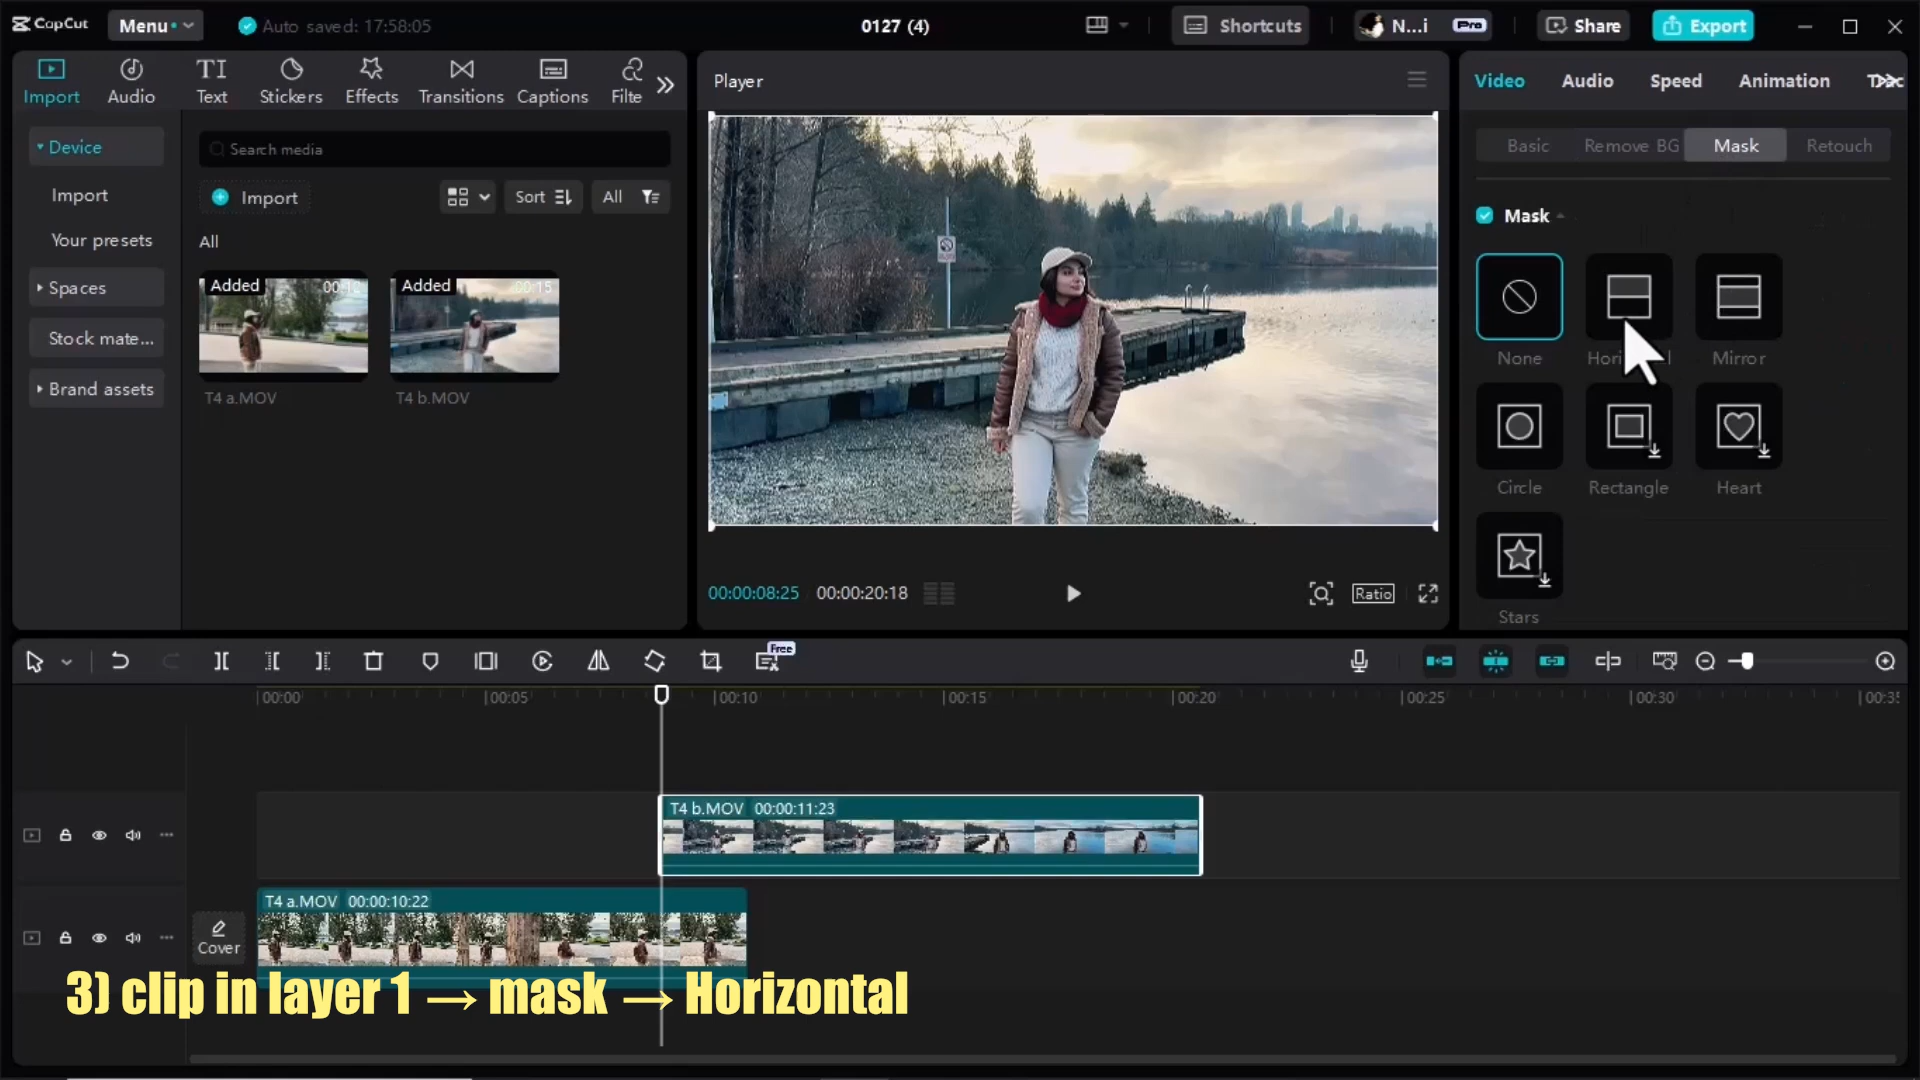 CapCut
Menu
Auto saved: 17:58:05
0127 (4)
Shortcuts
N...i
Pro
Share
Export
Import
Audio
Text
Stickers
Effects
Transitions
Captions
Filte
Device
Import
Your presets
Spaces
Stock mate...
Brand assets
Search media
Import
Sort
All
All
Added
Added
00:15
T4 a.MOV
T4 b.MOV
Player
00:00:08:25
00:00:20:18
Ratio
Video
Audio
Speed
Animation
Basic
Remove BG
Mask
Retouch
Mask
None
Mirror
Circle
Rectangle
Heart
Stars
Free
00:00
00:05
00:10
00:15
00:20
00:25
00:30
00:35
T4 b.MOV 00:00:11:23
T4 a.MOV 00:00:10:22
Cover
3) clip in layer 1 → mask → Horizontal